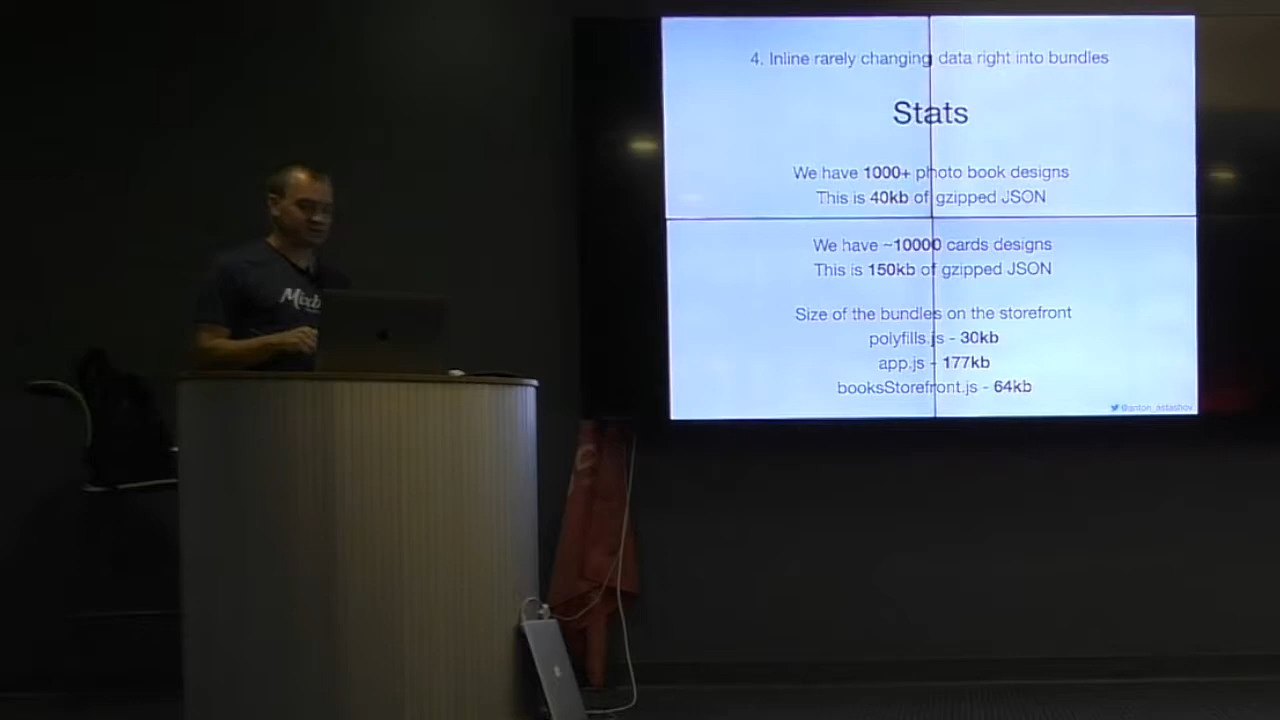 4. Inline rarely changing data right into bundles
Stats
We have 1000+ photo book designs
This is 40kb of gzipped JSON
We have ~10000 cards designs
This is 150kb of gzipped JSON
Size of the bundles on the storefront
polyfills.js - 30kb
app.js - 177kb
booksStorefront.js - 64kb
@anton_astashov